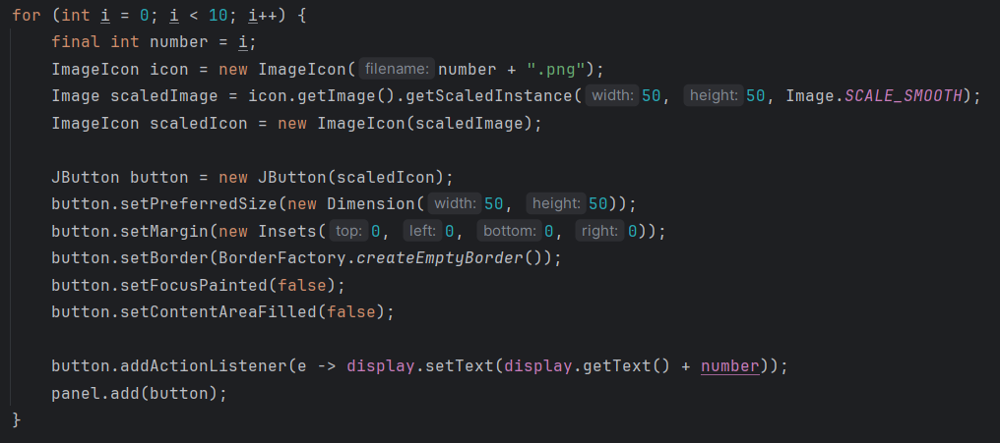 for (int i = 0; i < 10; i++) {
    final int number = i;
    ImageIcon icon = new ImageIcon( filename: number + ".png");
    Image scaledImage = icon.getImage().getScaledInstance( width: 50, height: 50, Image.SCALE_SMOOTH);
    ImageIcon scaledIcon = new ImageIcon(scaledImage);

    JButton button = new JButton(scaledIcon);
    button.setPreferredSize(new Dimension( width: 50, height: 50));
    button.setMargin(new Insets( top: 0, left: 0, bottom: 0, right: 0));
    button.setBorder(BorderFactory.createEmptyBorder());
    button.setFocusPainted(false);
    button.setContentAreaFilled(false);

    button.addActionListener(e -> display.setText(display.getText() + number));
    panel.add(button);
}